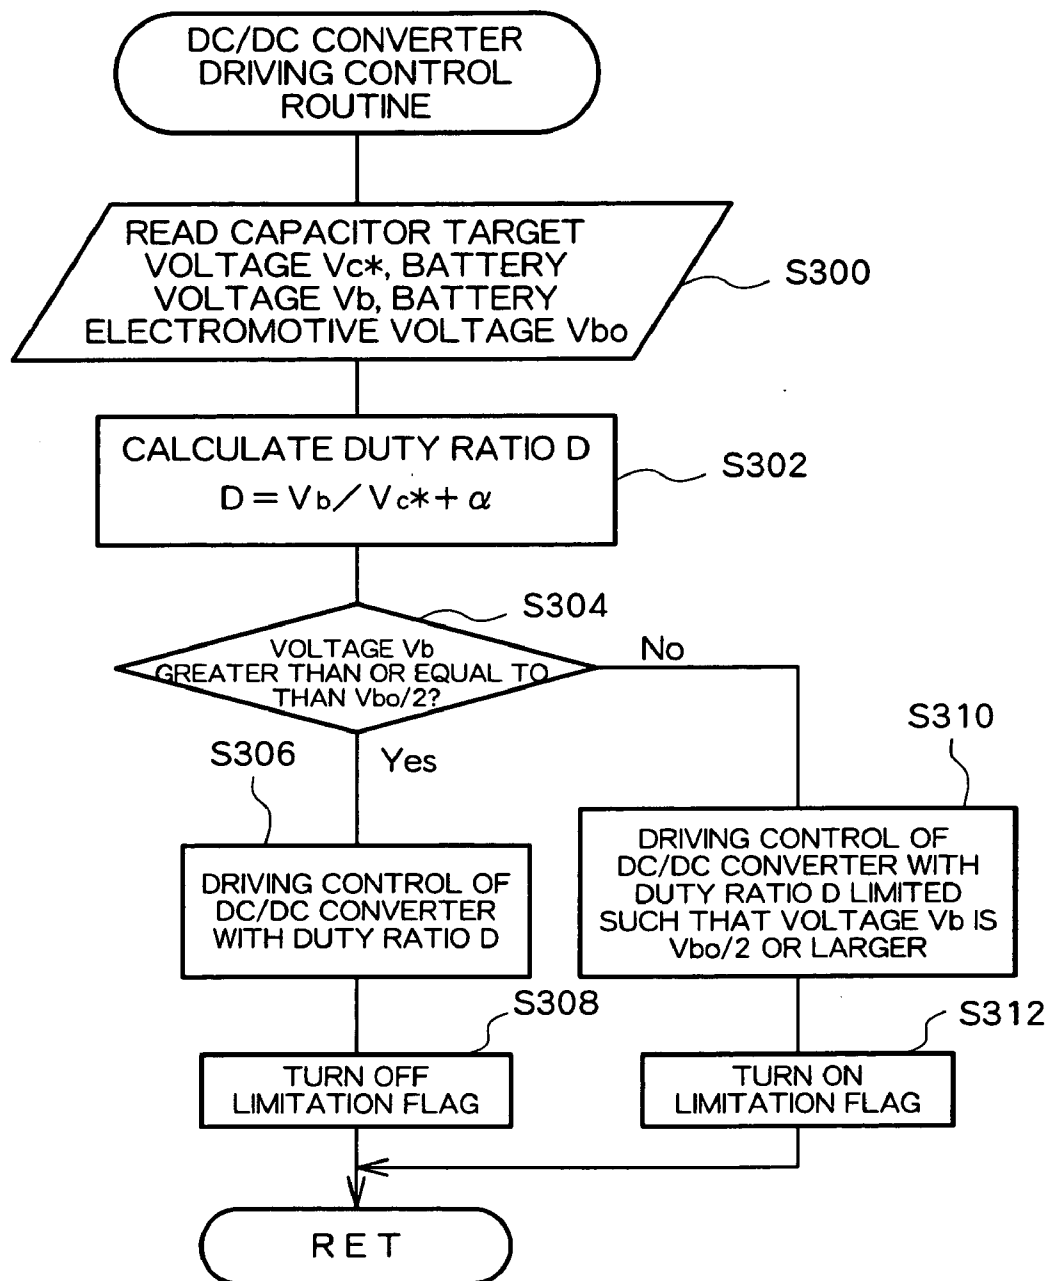 DC/DC CONVERTER
DRIVING CONTROL
ROUTINE
READ CAPACITOR TARGET
VOLTAGE Vc*, BATTERY
VOLTAGE Vb, BATTERY
ELECTROMOTIVE VOLTAGE Vbo
S300
CALCULATE DUTY RATIO D
D = Vb / Vc* + α
S302
S304
VOLTAGE Vb
GREATER THAN OR EQUAL TO
THAN Vbo/2?
No
Yes
S306
DRIVING CONTROL OF
DC/DC CONVERTER
WITH DUTY RATIO D
S310
DRIVING CONTROL OF
DC/DC CONVERTER WITH
DUTY RATIO D LIMITED
SUCH THAT VOLTAGE Vb IS
Vbo/2 OR LARGER
S308
TURN OFF
LIMITATION FLAG
S312
TURN ON
LIMITATION FLAG
RET